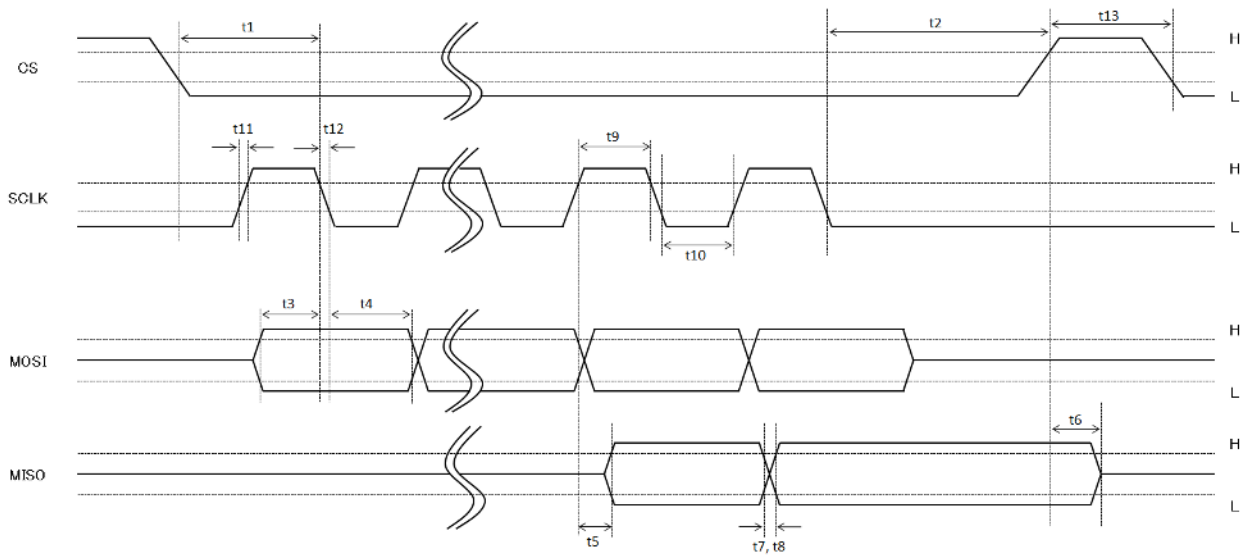 t1
t2
t13
H
CS
L
t11
t12
t9
H
SCLK
L
t10
t3
t4
H
MOSI
L
t6
H
MISO
L
t5
t7, t8